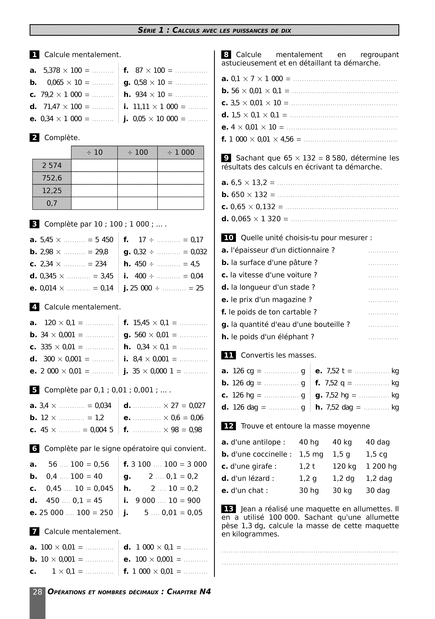 SÉRIE 1 : CALCULS AVEC LES PUISSANCES DE DIX
1 Calcule mentalement.
a. 5,378 × 100 = ........... f. 87 × 100 = .............
b. 0,065 × 10 = ........... g. 0,058 × 10 = ...........
c. 79,2 × 1 000 = .......... h. 934 × 10 = .............
d. 71,47 × 100 = ........... i. 11,11 × 1 000 = ........
e. 0,34 × 1 000 = .......... j. 0,05 × 10 000 = ........
2 Complète.
÷ 10 ÷ 100 ÷ 1 000
2 574
752,6
12,25
0,7
3 Complète par 10 ; 100 ; 1 000 ; ... .
a. 5,45 × .......... = 5 450 f. 17 ÷ .......... = 0,17
b. 2,98 × .......... = 29,8 g. 0,32 ÷ .......... = 0,032
c. 2,34 × .......... = 234 h. 450 ÷ .......... = 4,5
d. 0,345 × .......... = 3,45 i. 400 ÷ .......... = 0,04
e. 0,014 × .......... = 0,14 j. 25 000 ÷ .......... = 25
4 Calcule mentalement.
a. 120 × 0,1 = ............ f. 15,45 × 0,1 = ..........
b. 34 × 0,001 = ............ g. 560 × 0,01 = ............
c. 335 × 0,01 = ............ h. 0,34 × 0,1 = ............
d. 300 × 0,001 = ........... i. 8,4 × 0,001 = ...........
e. 2 000 × 0,01 = .......... j. 35 × 0,000 1 = ..........
5 Complète par 0,1 ; 0,01 ; 0,001 ; ... .
a. 3,4 × ........... = 0,034 d. ........... × 27 = 0,027
b. 12 × ........... = 1,2 e. ........... × 0,6 = 0,06
c. 45 × .......... = 0,004 5 f. ........... × 98 = 0,98
6 Complète par le signe opératoire qui convient.
a. 56 .... 100 = 0,56 f. 3 100 .... 100 = 3 000
b. 0,4 .... 100 = 40 g. 2 .... 0,1 = 0,2
c. 0,45 .... 10 = 0,045 h. 2 .... 10 = 0,2
d. 450 .... 0,1 = 45 i. 9 000 .... 10 = 900
e. 25 000 .... 100 = 250 j. 5 .... 0,01 = 0,05
7 Calcule mentalement.
a. 100 × 0,01 = ............ d. 1 000 × 0,1 = ..........
b. 10 × 0,001 = ............ e. 100 × 0,001 = ..........
c. 1 × 0,1 = ............ f. 1 000 × 0,01 = ..........
8 Calcule mentalement en regroupant
astucieusement et en détaillant ta démarche.
a. 0,1 × 7 × 1 000 = ..............................
b. 56 × 0,01 × 0,1 = ..............................
c. 3,5 × 0,01 × 10 = ..............................
d. 1,5 × 0,1 × 0,1 = ..............................
e. 4 × 0,01 × 10 = ..............................
f. 1 000 × 0,01 × 4,56 = ..............................
9 Sachant que 65 × 132 = 8 580, détermine les
résultats des calculs en écrivant ta démarche.
a. 6,5 × 13,2 = ..............................
b. 650 × 132 = ..............................
c. 0,65 × 0,132 = ..............................
d. 0,065 × 1 320 = ..............................
10 Quelle unité choisis-tu pour mesurer :
a. l'épaisseur d'un dictionnaire ? .............
b. la surface d'une pâture ? .............
c. la vitesse d'une voiture ? .............
d. la longueur d'un stade ? .............
e. le prix d'un magazine ? .............
f. le poids de ton cartable ? .............
g. la quantité d'eau d'une bouteille ? .............
h. le poids d'un éléphant ? .............
11 Convertis les masses.
a. 126 cg = ............. g e. 7,52 t = ............. kg
b. 126 dg = ............. g f. 7,52 q = ............. kg
c. 126 hg = ............. g g. 7,52 hg = ............. kg
d. 126 dag = ............. g h. 7,52 dag = ............. kg
12 Trouve et entoure la masse moyenne
a. d'une antilope : 40 hg 40 kg 40 dag
b. d'une coccinelle : 1,5 mg 1,5 g 1,5 cg
c. d'une girafe : 1,2 t 120 kg 1 200 hg
d. d'un lézard : 1,2 g 1,2 dg 1,2 dag
e. d'un chat : 30 hg 30 kg 30 dag
13 Jean a réalisé une maquette en allumettes. Il
en a utilisé 100 000. Sachant qu'une allumette
pèse 1,3 dg, calcule la masse de cette maquette
en kilogrammes.
28 OPÉRATIONS ET NOMBRES DÉCIMAUX : CHAPITRE N4